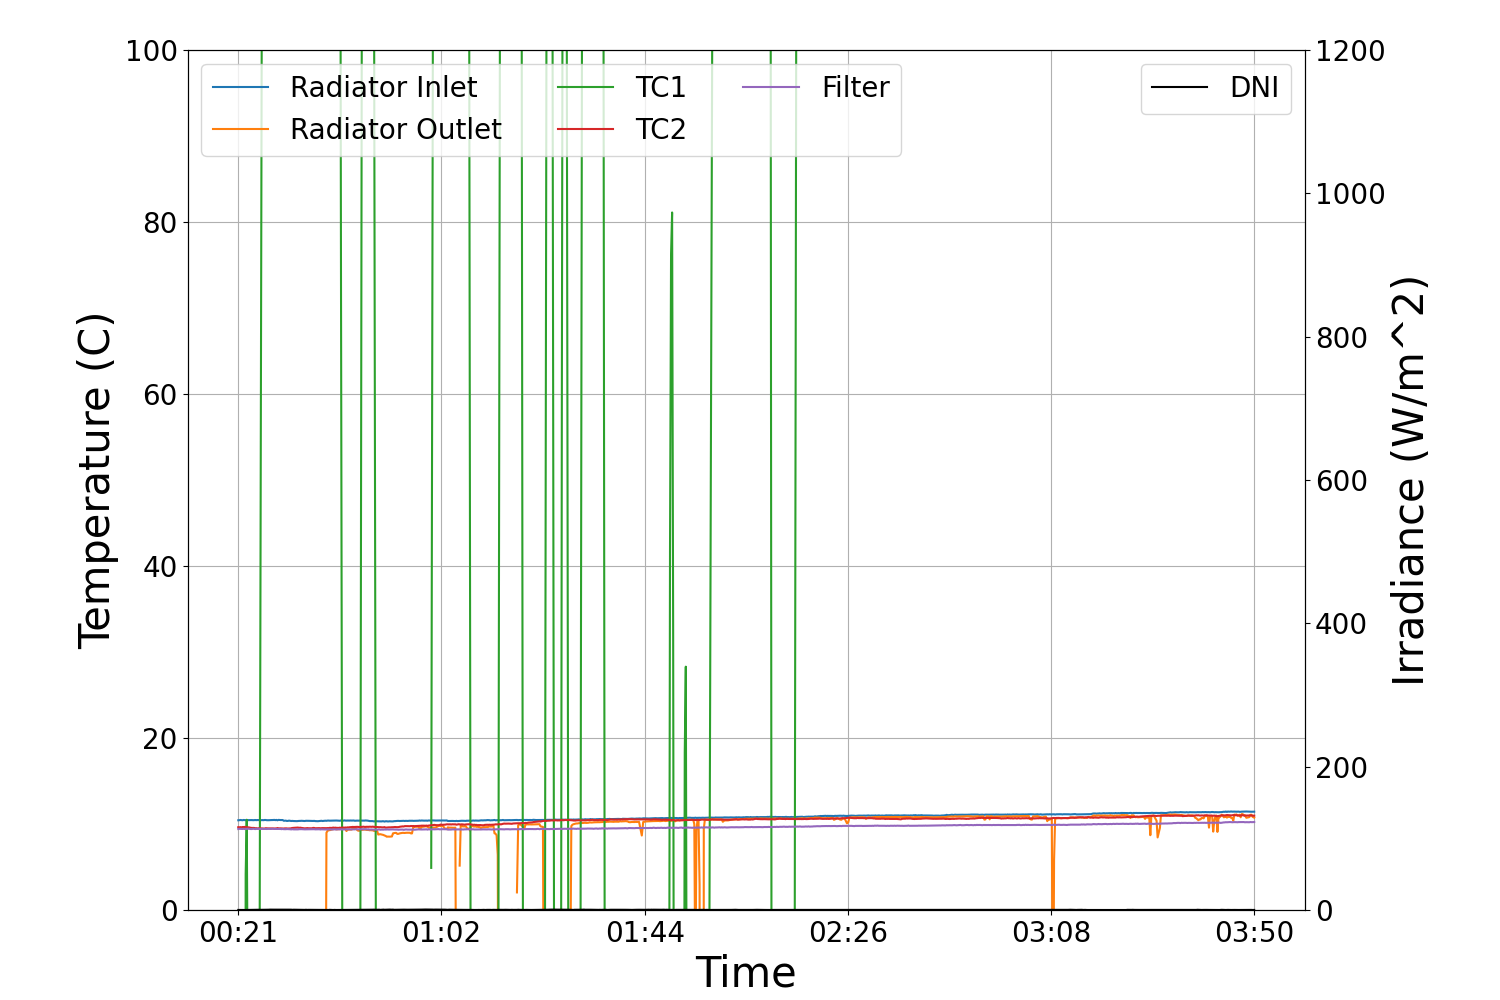 100
80
60
40
20
0
Temperature (C)
Radiator Inlet
Radiator Outlet
TC1
TC2
Filter
DNI
1200
1000
800
600
400
200
0
Irradiance (W/m^2)
00:21 01:02 01:44 02:26 03:08 03:50
Time